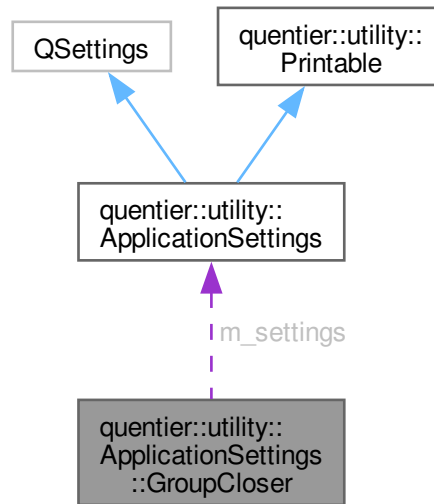 QSettings
quentier::utility::
Printable
quentier::utility::
ApplicationSettings
m_settings
quentier::utility::
ApplicationSettings
::GroupCloser